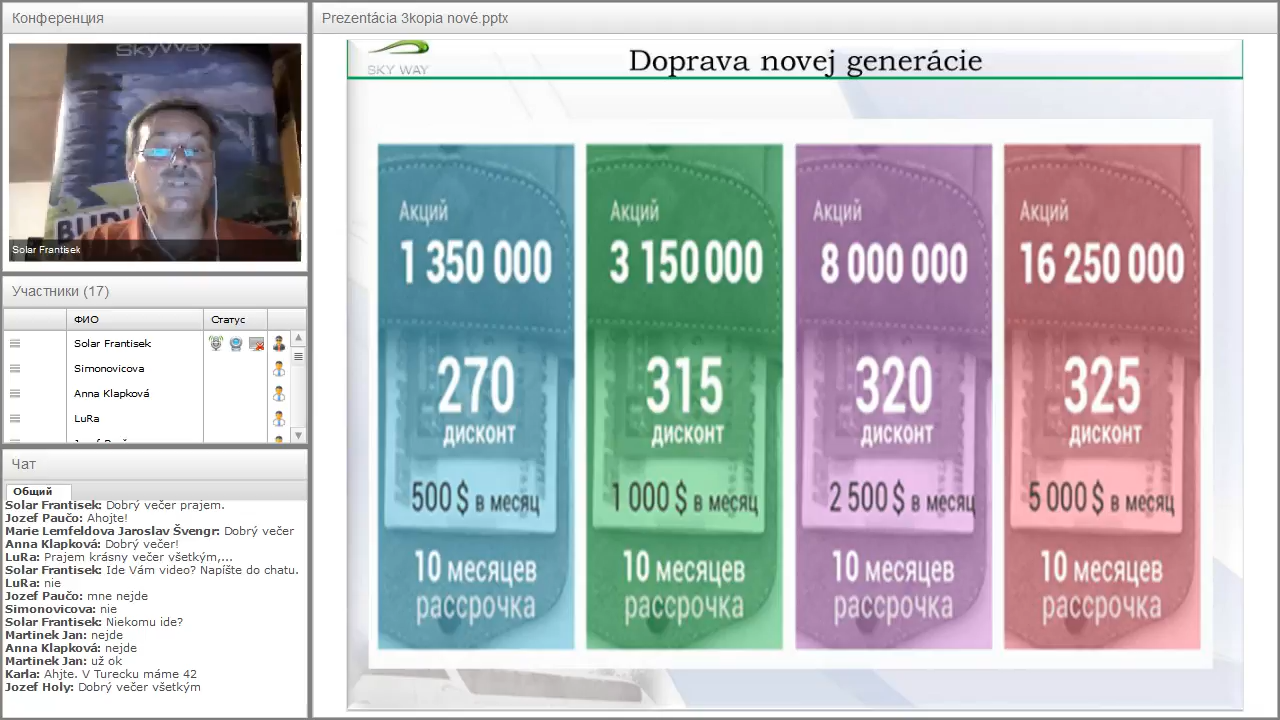 Конференция
SkyWay
BUDU
Solar Frantisek
Участники (17)
ФИО Статус
Solar Frantisek
Simonovicova
Anna Klapková
LuRa
Чат
Общий
Solar Frantisek: Dobrý večer prajem.
Jozef Paučo: Ahojte!
Marie Lemfeldova Jaroslav Švengr: Dobrý večer
Anna Klapková: Dobrý večer!
LuRa: Prajem krásny večer všetkým,...
Solar Frantisek: Ide Vám video? Napíšte do chatu.
LuRa: nie
Jozef Paučo: mne nejde
Simonovicova: nie
Solar Frantisek: Niekomu ide?
Martinek Jan: nejde
Anna Klapková: nejde
Martinek Jan: už ok
Karla: Ahjte. V Turecku máme 42
Jozef Holy: Dobrý večer všetkým
Prezentácia 3kopia nové.pptx
SKY WAY
Doprava novej generácie
Акций
1 350 000
270
дисконт
500 $ в месяц
10 месяцев
рассрочка
Акций
3 150 000
315
дисконт
1 000 $ в месяц
10 месяцев
рассрочка
Акций
8 000 000
320
дисконт
2 500 $ в месяц
10 месяцев
рассрочка
Акций
16 250 000
325
дисконт
5 000 $ в месяц
10 месяцев
рассрочка